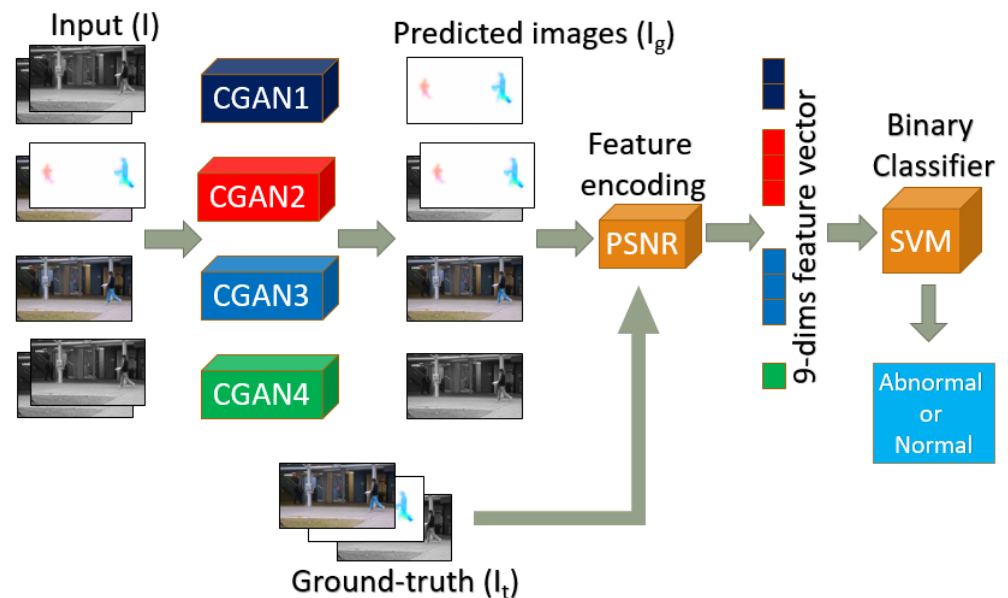 Input (I)
Predicted images (Ig)
CGAN1
CGAN2
CGAN3
CGAN4
Feature
encoding
PSNR
9-dims feature vector
Binary
Classifier
SVM
Abnormal
or
Normal
Ground-truth (It)